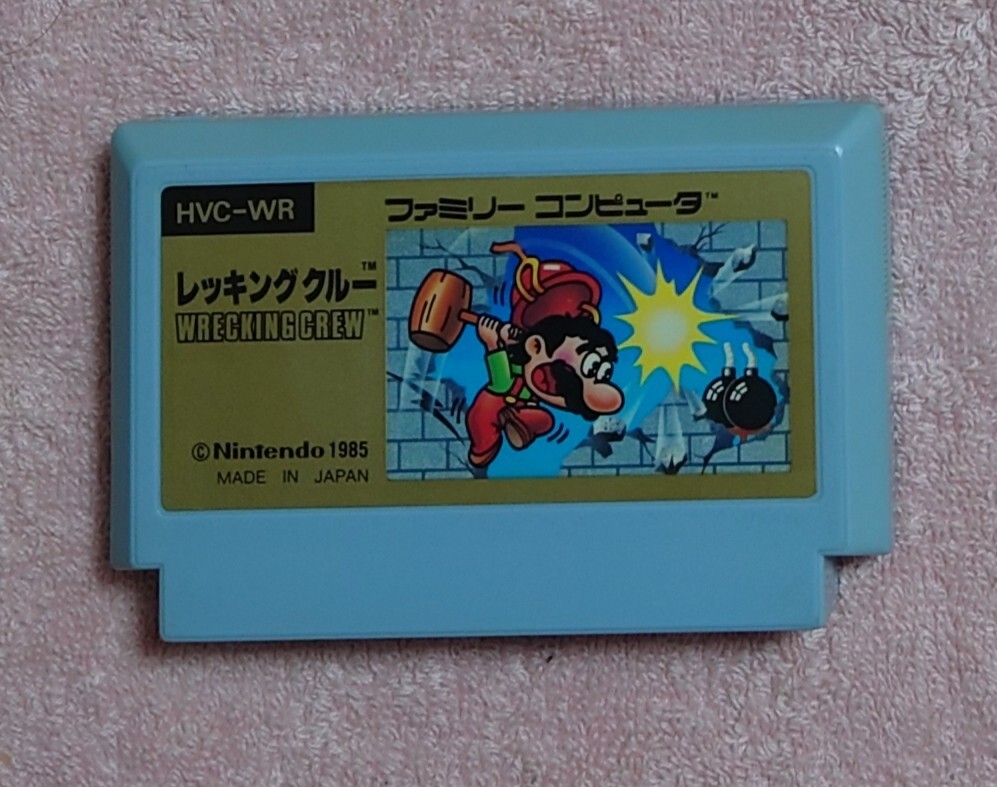 HVC-WR
ファミリー コンピュータ™
レッキングクルー™
WRECKING CREW™
©Nintendo 1985
MADE IN JAPAN